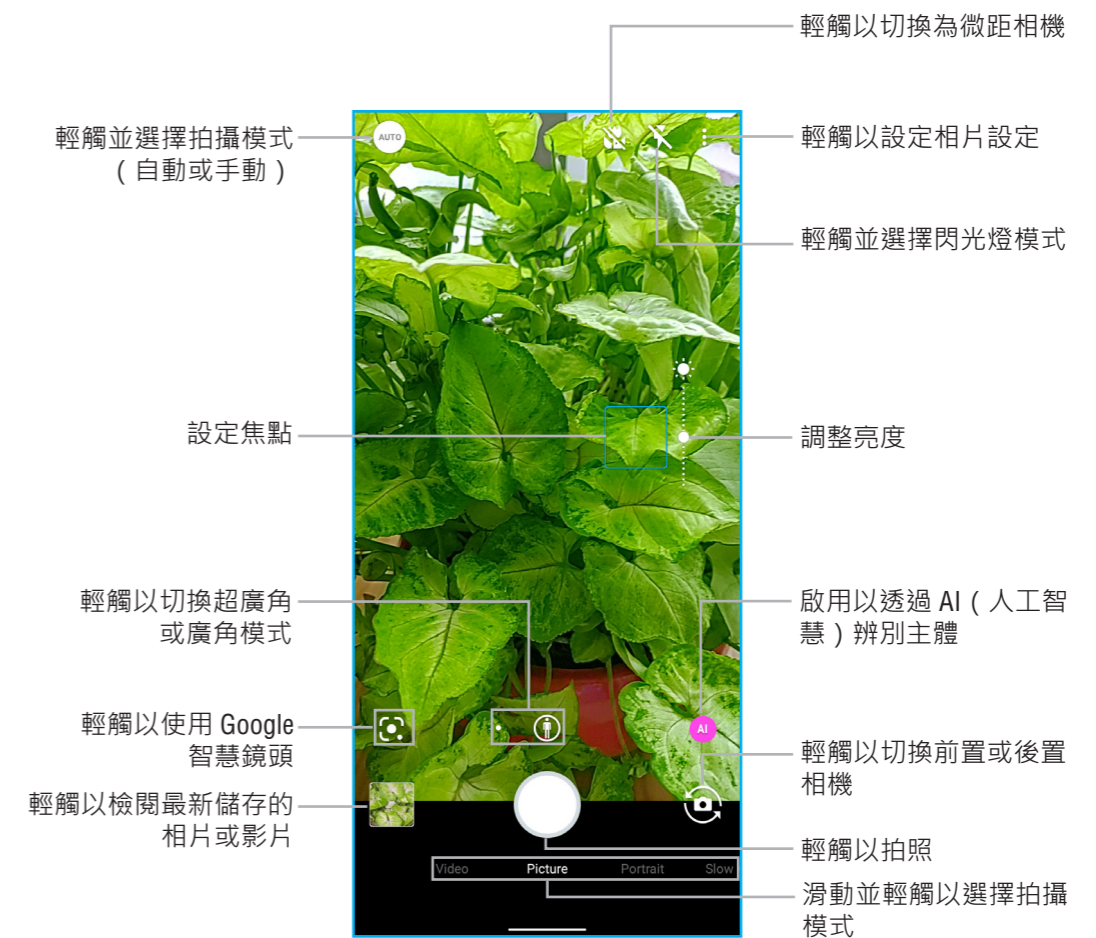 輕觸以切換為微距相機
輕觸並選擇拍攝模式
（自動或手動）
AUTO
輕觸以設定相片設定
輕觸並選擇閃光燈模式
設定焦點
調整亮度
輕觸以切換超廣角
或廣角模式
啟用以透過 AI（人工智
慧）辨別主體
輕觸以使用 Google
智慧鏡頭
AI
輕觸以切換前置或後置
相機
輕觸以檢閱最新儲存的
相片或影片
輕觸以拍照
Video Picture Portrait Slow
滑動並輕觸以選擇拍攝
模式